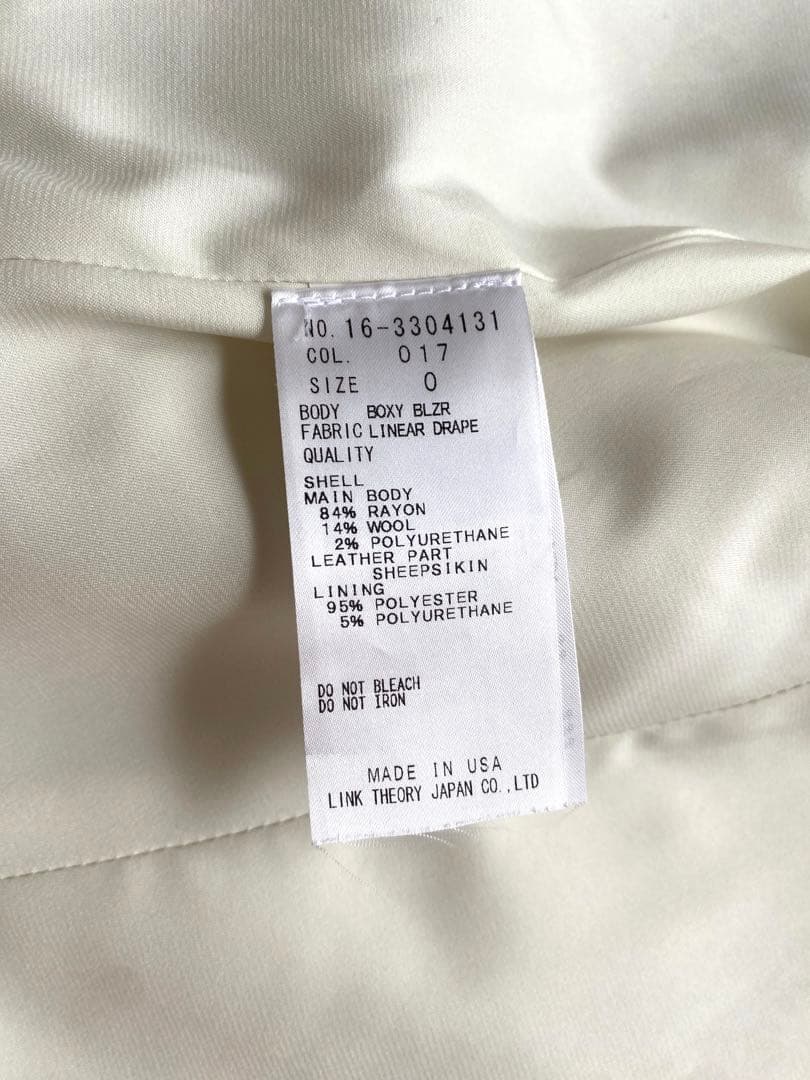 NO. 16-3304131
COL. 017
SIZE 0
BODY BOXY BLZR
FABRIC LINEAR DRAPE
QUALITY
SHELL
MAIN BODY
84% RAYON
14% WOOL
2% POLYURETHANE
LEATHER PART
SHEEPSIKIN
LINING
95% POLYESTER
5% POLYURETHANE
DO NOT BLEACH
DO NOT IRON
MADE IN USA
LINK THEORY JAPAN CO.,LTD